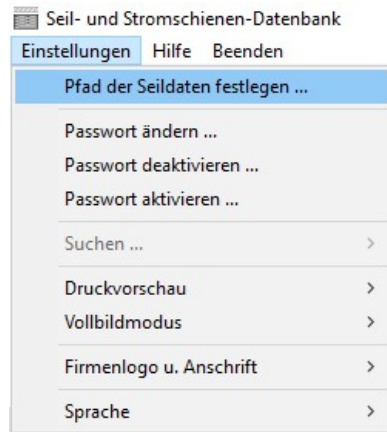 Seil- und Stromschienen-Datenbank
Einstellungen Hilfe Beenden
Pfad der Seildaten festlegen ...
Passwort ändern ...
Passwort deaktivieren ...
Passwort aktivieren ...
Suchen ...
Druckvorschau
Vollbildmodus
Firmenlogo u. Anschrift
Sprache